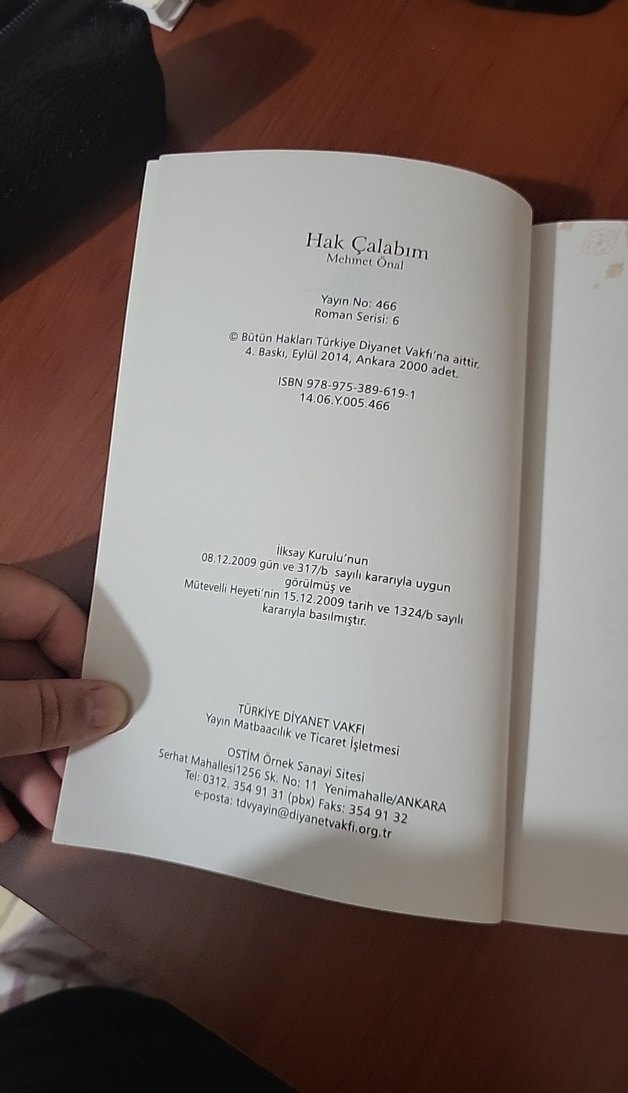 Hak Çalabım
Mehmet Önal
Yayın No: 466
Roman Serisi: 6
© Bütün Hakları Türkiye Diyanet Vakfı'na aittir.
4. Baskı, Eylül 2014, Ankara 2000 adet.
ISBN 978-975-389-619-1
14.06.Y.005.466
İlksay Kurulu'nun
08.12.2009 gün ve 317/b sayılı kararıyla uygun
görülmüş ve
Mütevelli Heyeti'nin 15.12.2009 tarih ve 1324/b sayılı
kararıyla basılmıştır.
TÜRKİYE DİYANET VAKFI
Yayın Matbaacılık ve Ticaret İşletmesi
OSTİM Örnek Sanayi Sitesi
Serhat Mahallesi1256 Sk. No: 11 Yenimahalle/ANKARA
Tel: 0312. 354 91 31 (pbx) Faks: 354 91 32
e-posta: tdvyayin@diyanetvakfi.org.tr